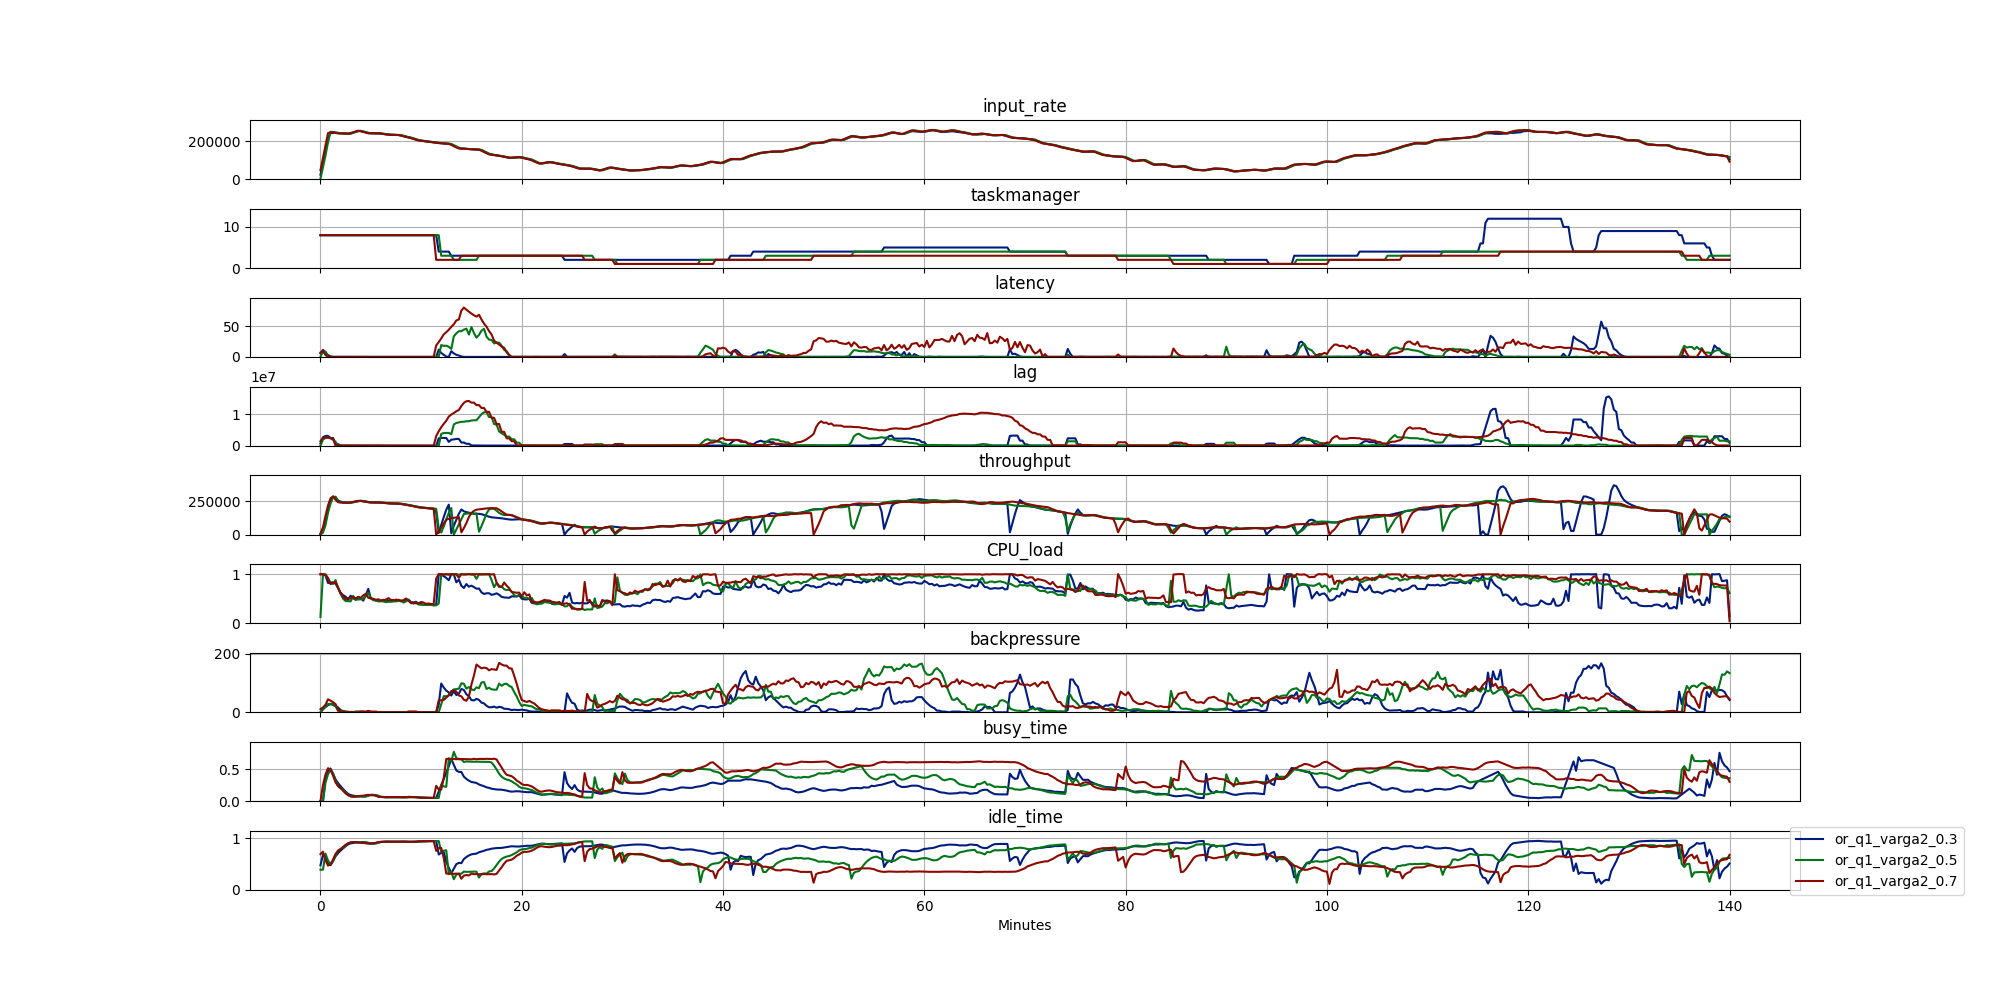 input_rate
200000
0
taskmanager
10
0
latency
50
0
1e7
lag
1
0
throughput
250000
0
CPU_load
1
0
backpressure
200
0
busy_time
0.5
0.0
idle_time
1
0
0 20 40 60 80 100 120 140
Minutes
or_q1_varga2_0.3
or_q1_varga2_0.5
or_q1_varga2_0.7